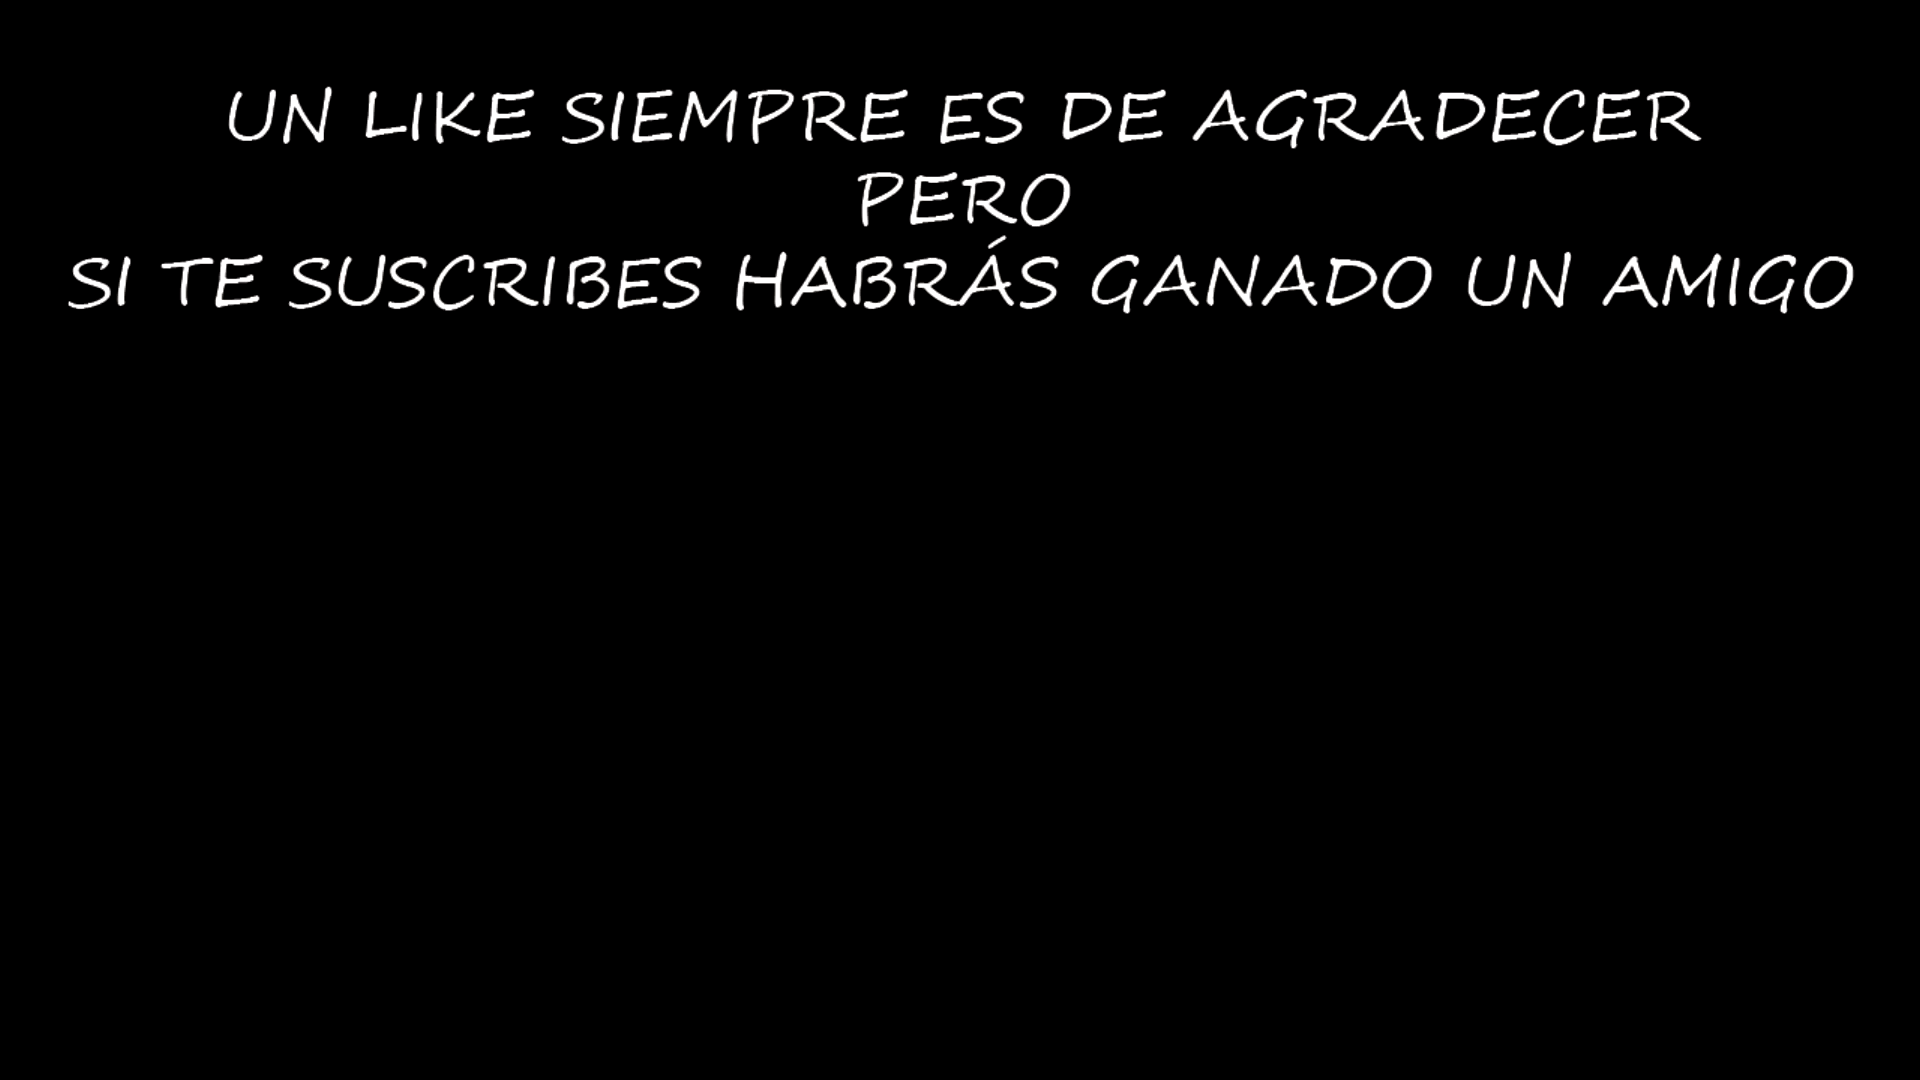 UN LIKE SIEMPRE ES DE AGRADECER
PERO
SI TE SUSCRIBES HABRÁS GANADO UN AMIGO